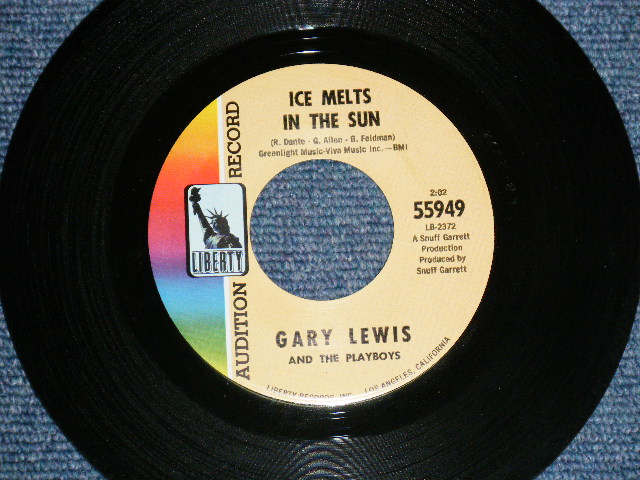 ICE MELTS
IN THE SUN
(R. Dante - G. Allen - B. Feldman)
Greenlight Music-Viva Music Inc.—BMI
AUDITION RECORD
LIBERTY
2:02
55949
LB-2372
A Snuff Garrett
Production
Produced by
Snuff Garrett
GARY LEWIS
AND THE PLAYBOYS
LIBERTY RECORDS, INC., LOS ANGELES, CALIFORNIA